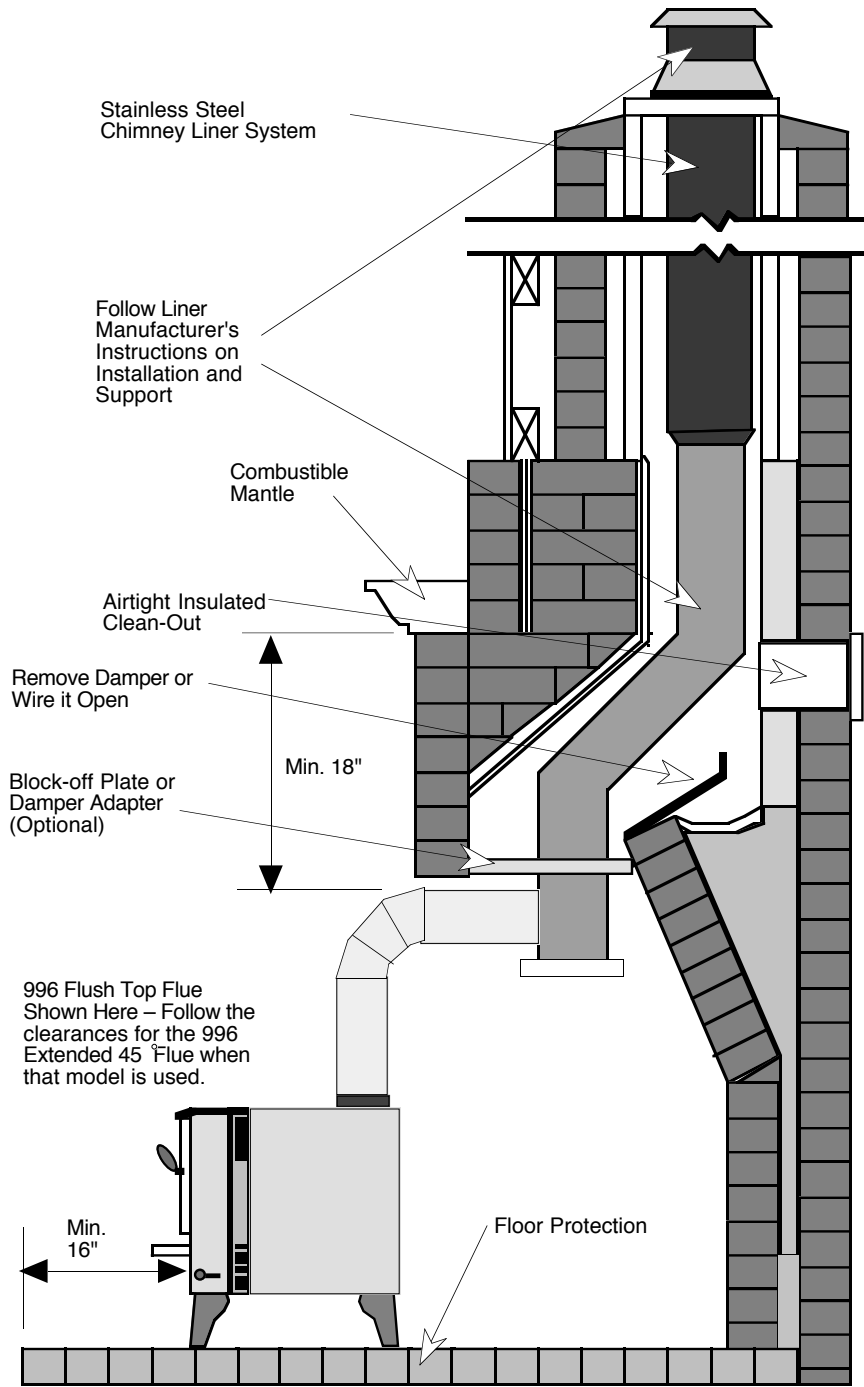 Stainless Steel
Chimney Liner System
Follow Liner
Manufacturer's
Instructions on
Installation and
Support
Combustible
Mantle
Airtight Insulated
Clean-Out
Remove Damper or
Wire it Open
Min. 18"
Block-off Plate or
Damper Adapter
(Optional)
996 Flush Top Flue
Shown Here – Follow the
clearances for the 996
Extended 45° Flue when
that model is used.
Min.
16"
Floor Protection